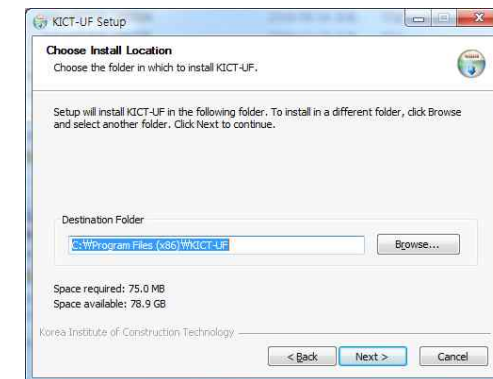 KICT-UF Setup
Choose Install Location
Choose the folder in which to install KICT-UF.
Setup will install KICT-UF in the following folder. To install in a different folder, click Browse
and select another folder. Click Next to continue.
Destination Folder
C:₩Program Files (x86)₩KICT-UF
Browse...
Space required: 75.0 MB
Space available: 78.9 GB
Korea Institute of Construction Technology
< Back
Next >
Cancel